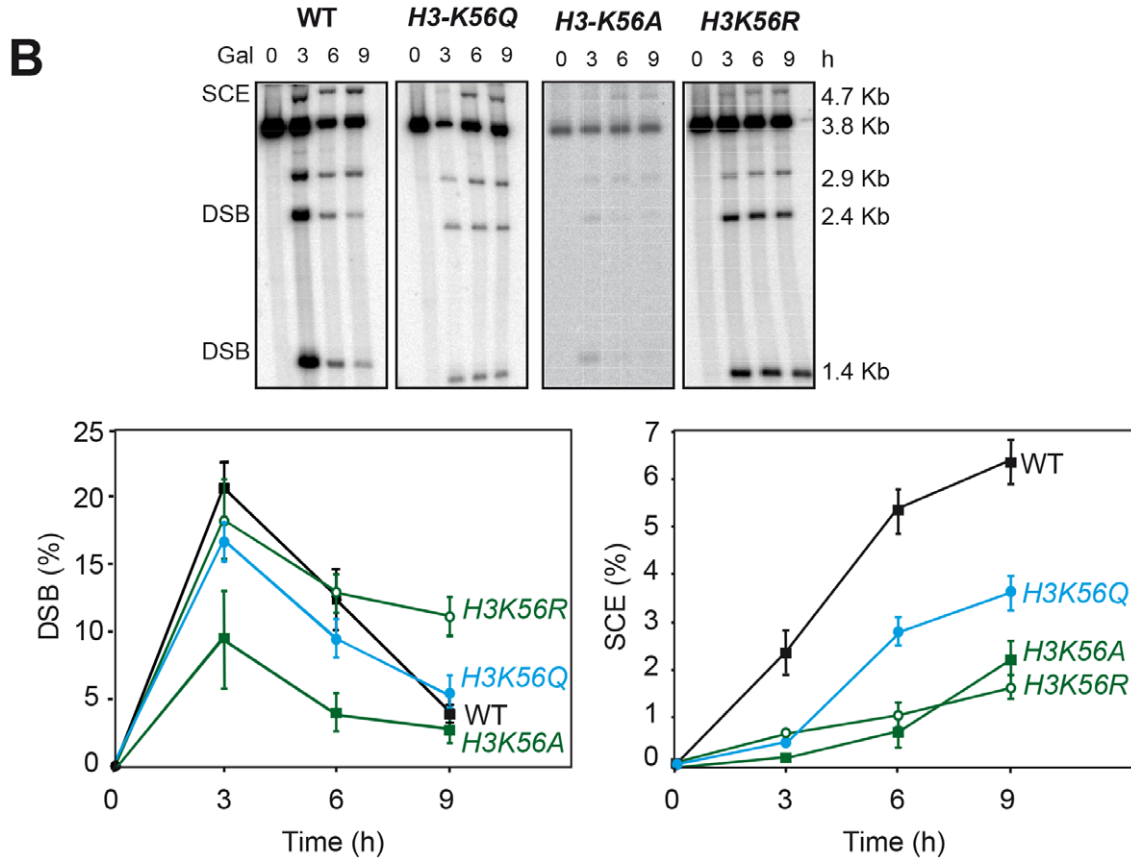 B
WT H3-K56Q H3-K56A H3K56R
Gal 0 3 6 9 0 3 6 9 0 3 6 9 0 3 6 9 h
SCE 4.7 Kb
3.8 Kb
2.9 Kb
DSB 2.4 Kb
DSB 1.4 Kb
25
20
15
10
5
0
DSB (%)
H3K56R
H3K56Q
WT
H3K56A
0 3 6 9
Time (h)
7
6
5
4
3
2
1
0
SCE (%)
WT
H3K56Q
H3K56A
H3K56R
0 3 6 9
Time (h)